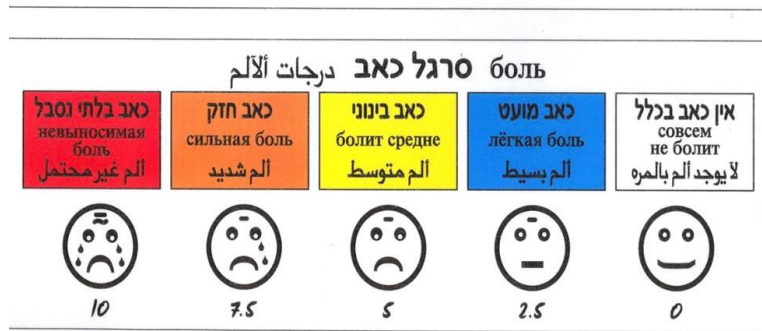 סרגל כאב درجات ألألم боль
אין כאב בכלל
совсем
не болит
لا يوجد ألم بالمره
כאב מועט
лёгкая боль
ألم بسيط
כאב בינוני
болит средне
ألم متوسط
כאב חזק
сильная боль
ألم شديد
כאב בלתי נסבל
невыносимая
боль
ألم غير محتمل
0
2.5
5
7.5
10